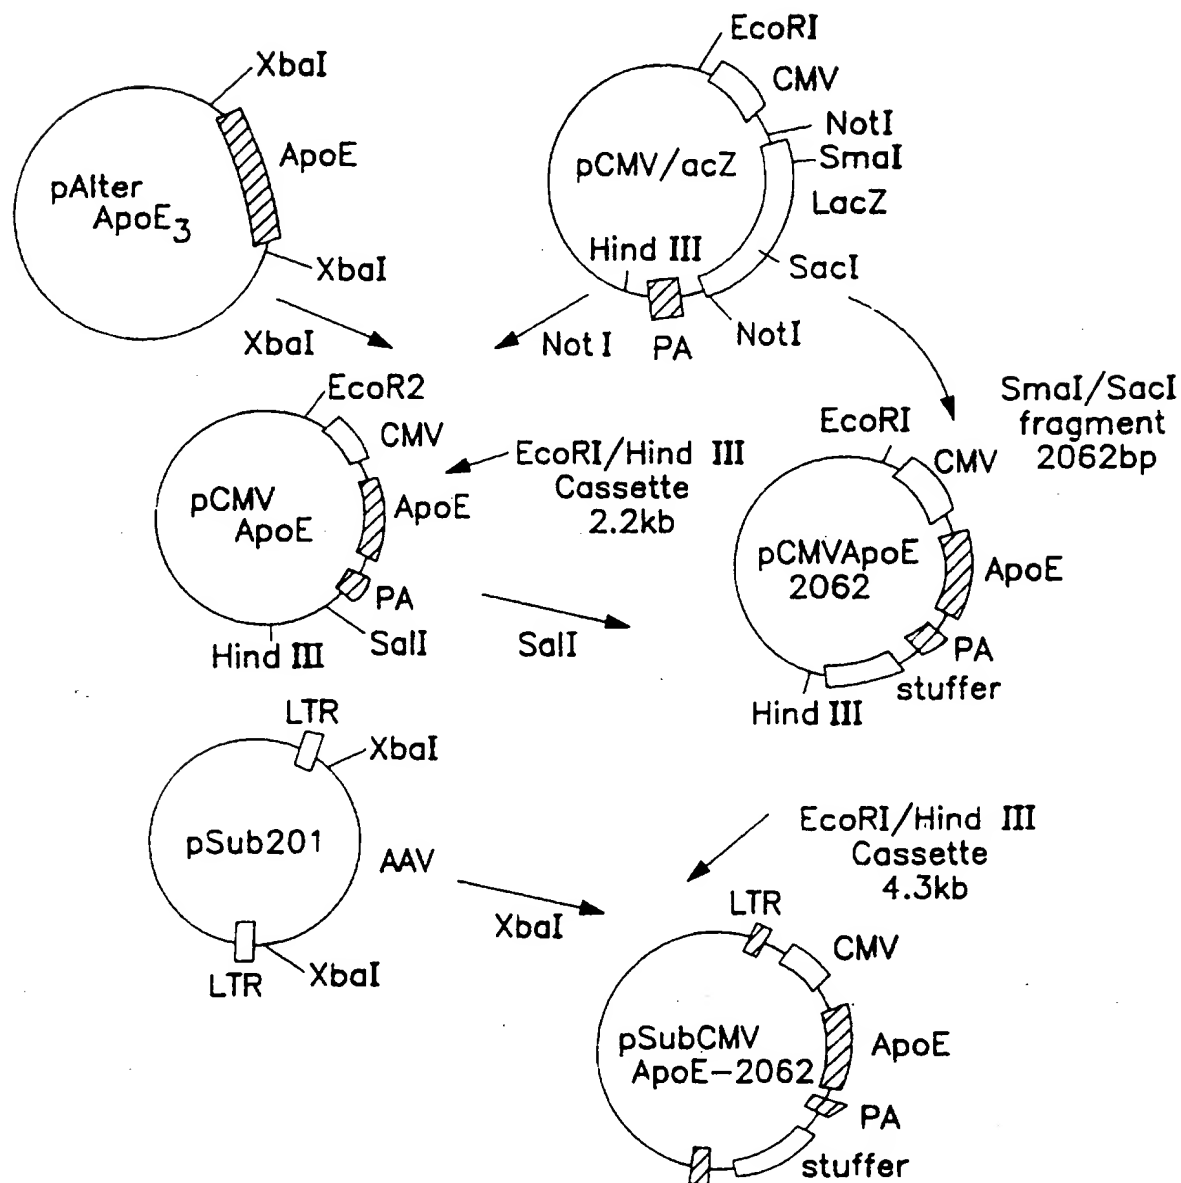 XbaI
ApoE
pAlter
ApoE3
XbaI
XbaI
EcoRI
CMV
NotI
SmaI
pCMV/acZ
LacZ
Hind III
SacI
NotI
PA
Not I
SmaI/SacI
fragment
2062bp
EcoR2
CMV
EcoRI/Hind III
Cassette
2.2kb
pCMV
ApoE
ApoE
PA
SalI
Hind III
SalI
EcoRI
CMV
pCMVApoE
2062
ApoE
PA
stuffer
Hind III
LTR
XbaI
pSub201
AAV
XbaI
LTR
XbaI
EcoRI/Hind III
Cassette
4.3kb
LTR
CMV
pSubCMV
ApoE-2062
ApoE
PA
stuffer